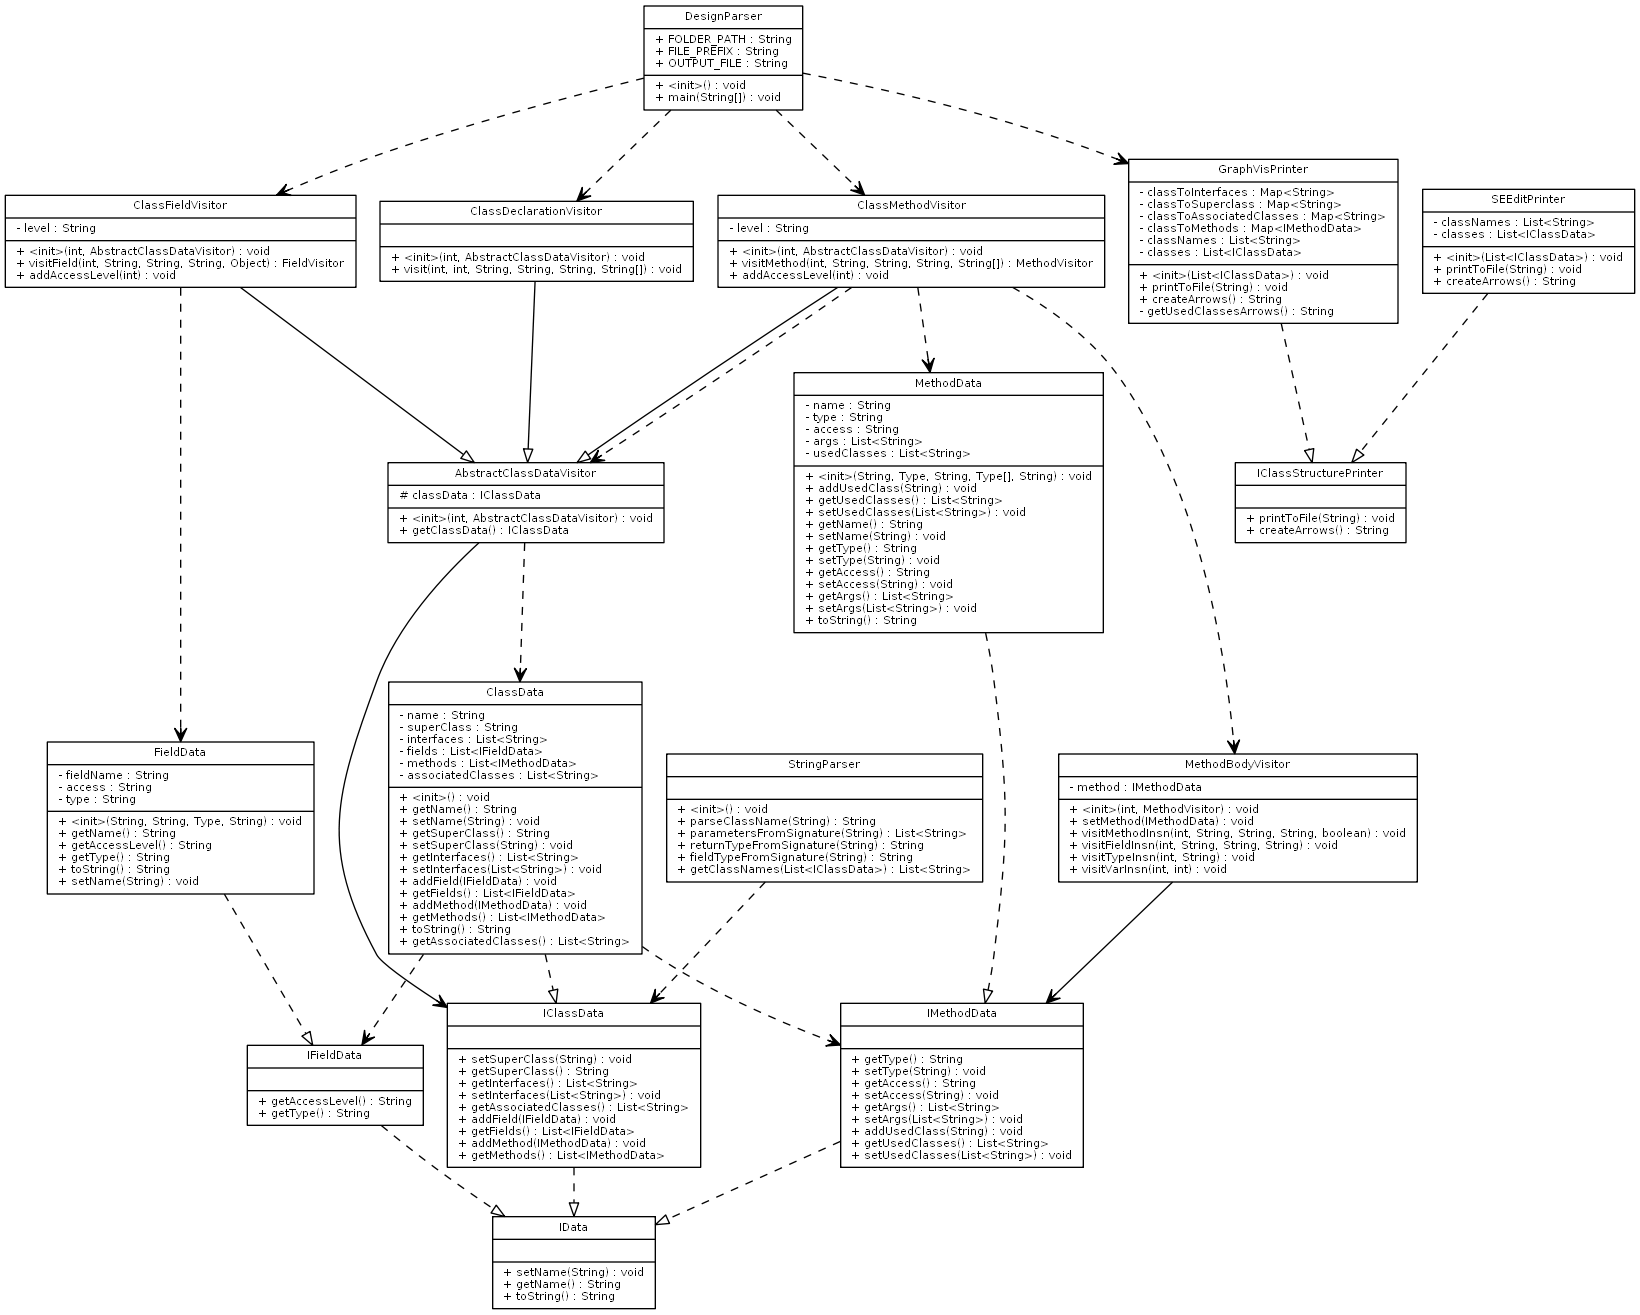 DesignParser
+ FOLDER_PATH : String
+ FILE_PREFIX : String
+ OUTPUT_FILE : String
+ <init>() : void
+ main(String[]) : void
ClassFieldVisitor
- level : String
+ <init>(int, AbstractClassDataVisitor) : void
+ visitField(int, String, String, String, Object) : FieldVisitor
+ addAccessLevel(int) : void
ClassDeclarationVisitor
+ <init>(int, AbstractClassDataVisitor) : void
+ visit(int, int, String, String, String, String[]) : void
ClassMethodVisitor
- level : String
+ <init>(int, AbstractClassDataVisitor) : void
+ visitMethod(int, String, String, String, String[]) : MethodVisitor
+ addAccessLevel(int) : void
GraphVisPrinter
- classToInterfaces : Map<String>
- classToSuperclass : Map<String>
- classToAssociatedClasses : Map<String>
- classToMethods : Map<IMethodData>
- classNames : List<String>
- classes : List<IClassData>
+ <init>(List<IClassData>) : void
+ printToFile(String) : void
+ createArrows() : String
- getUsedClassesArrows() : String
SEEditPrinter
- classNames : List<String>
- classes : List<IClassData>
+ <init>(List<IClassData>) : void
+ printToFile(String) : void
+ createArrows() : String
MethodData
- name : String
- type : String
- access : String
- args : List<String>
- usedClasses : List<String>
+ <init>(String, Type, String, Type[], String) : void
+ addUsedClass(String) : void
+ getUsedClasses() : List<String>
+ setUsedClasses(List<String>) : void
+ getName() : String
+ setName(String) : void
+ getType() : String
+ setType(String) : void
+ getAccess() : String
+ setAccess(String) : void
+ getArgs() : List<String>
+ setArgs(List<String>) : void
+ toString() : String
AbstractClassDataVisitor
# classData : IClassData
+ <init>(int, AbstractClassDataVisitor) : void
+ getClassData() : IClassData
IClassStructurePrinter
+ printToFile(String) : void
+ createArrows() : String
ClassData
- name : String
- superClass : String
- interfaces : List<String>
- fields : List<IFieldData>
- methods : List<IMethodData>
- associatedClasses : List<String>
+ <init>() : void
+ getName() : String
+ setName(String) : void
+ getSuperClass() : String
+ setSuperClass(String) : void
+ getInterfaces() : List<String>
+ setInterfaces(List<String>) : void
+ addField(IFieldData) : void
+ getFields() : List<IFieldData>
+ addMethod(IMethodData) : void
+ getMethods() : List<IMethodData>
+ toString() : String
+ getAssociatedClasses() : List<String>
FieldData
- fieldName : String
- access : String
- type : String
+ <init>(String, String, Type, String) : void
+ getName() : String
+ getAccessLevel() : String
+ getType() : String
+ toString() : String
+ setName(String) : void
StringParser
+ <init>() : void
+ parseClassName(String) : String
+ parametersFromSignature(String) : List<String>
+ returnTypeFromSignature(String) : String
+ fieldTypeFromSignature(String) : String
+ getClassNames(List<IClassData>) : List<String>
MethodBodyVisitor
- method : IMethodData
+ <init>(int, MethodVisitor) : void
+ setMethod(IMethodData) : void
+ visitMethodInsn(int, String, String, String, boolean) : void
+ visitFieldInsn(int, String, String, String) : void
+ visitTypeInsn(int, String) : void
+ visitVarInsn(int, int) : void
IFieldData
+ getAccessLevel() : String
+ getType() : String
IClassData
+ setSuperClass(String) : void
+ getSuperClass() : String
+ getInterfaces() : List<String>
+ setInterfaces(List<String>) : void
+ getAssociatedClasses() : List<String>
+ addField(IFieldData) : void
+ getFields() : List<IFieldData>
+ addMethod(IMethodData) : void
+ getMethods() : List<IMethodData>
IMethodData
+ getType() : String
+ setType(String) : void
+ getAccess() : String
+ setAccess(String) : void
+ getArgs() : List<String>
+ setArgs(List<String>) : void
+ addUsedClass(String) : void
+ getUsedClasses() : List<String>
+ setUsedClasses(List<String>) : void
IData
+ setName(String) : void
+ getName() : String
+ toString() : String